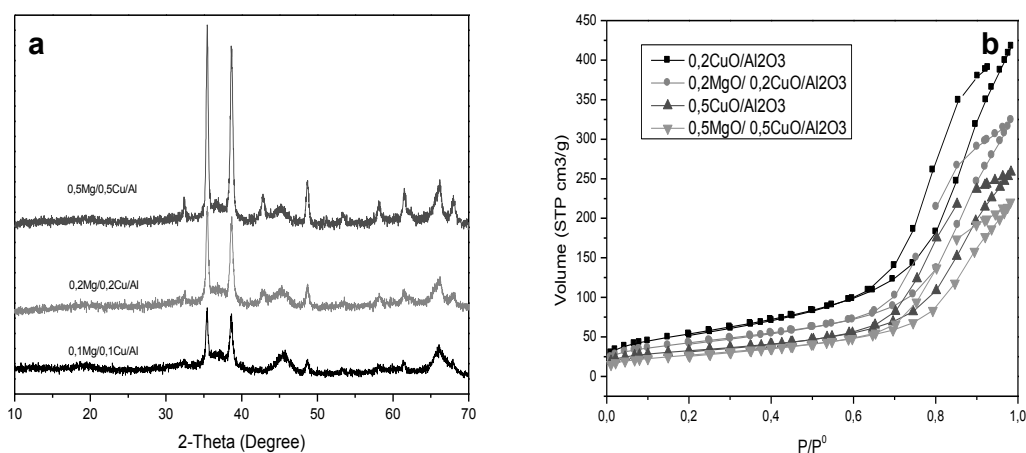 a
0,5Mg/0,5Cu/Al
0,2Mg/0,2Cu/Al
0,1Mg/0,1Cu/Al
10 20 30 40 50 60 70
2-Theta (Degree)
b
0,2CuO/Al2O3
0,2MgO/ 0,2CuO/Al2O3
0,5CuO/Al2O3
0,5MgO/ 0,5CuO/Al2O3
Volume (STP cm3/g)
450
400
350
300
250
200
150
100
50
0
0,0 0,2 0,4 0,6 0,8 1,0
P/P⁰